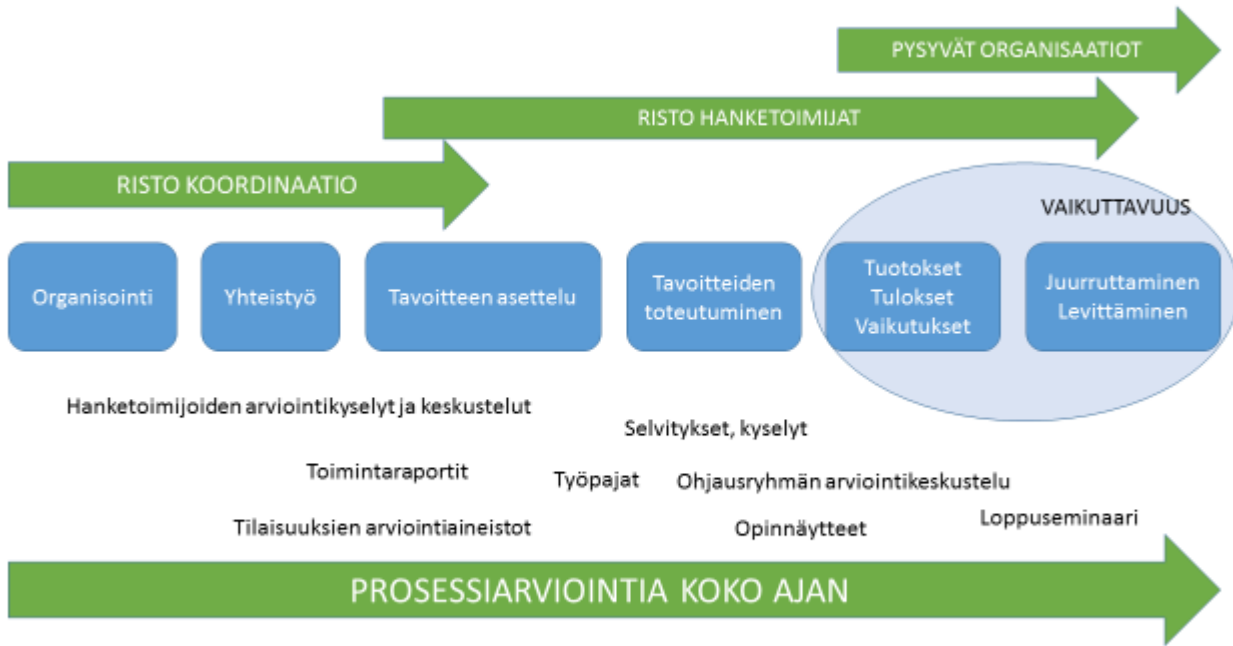 PYSYVÄT ORGANISAATIOT
RISTO HANKETOIMIJAT
RISTO KOORDINAATIO
VAIKUTTAVUUS
Organisointi
Yhteistyö
Tavoitteen asettelu
Tavoitteiden
toteutuminen
Tuotokset
Tulokset
Vaikutukset
Juurruttaminen
Levittäminen
Hanketoimijoiden arviointikyselyt ja keskustelut
Selvitykset, kyselyt
Toimintaraportit
Työpajat
Ohjausryhmän arviointikeskustelu
Tilaisuuksien arviointiaineistot
Opinnäytteet
Loppuseminaari
PROSESSIARVIOINTIA KOKO AJAN